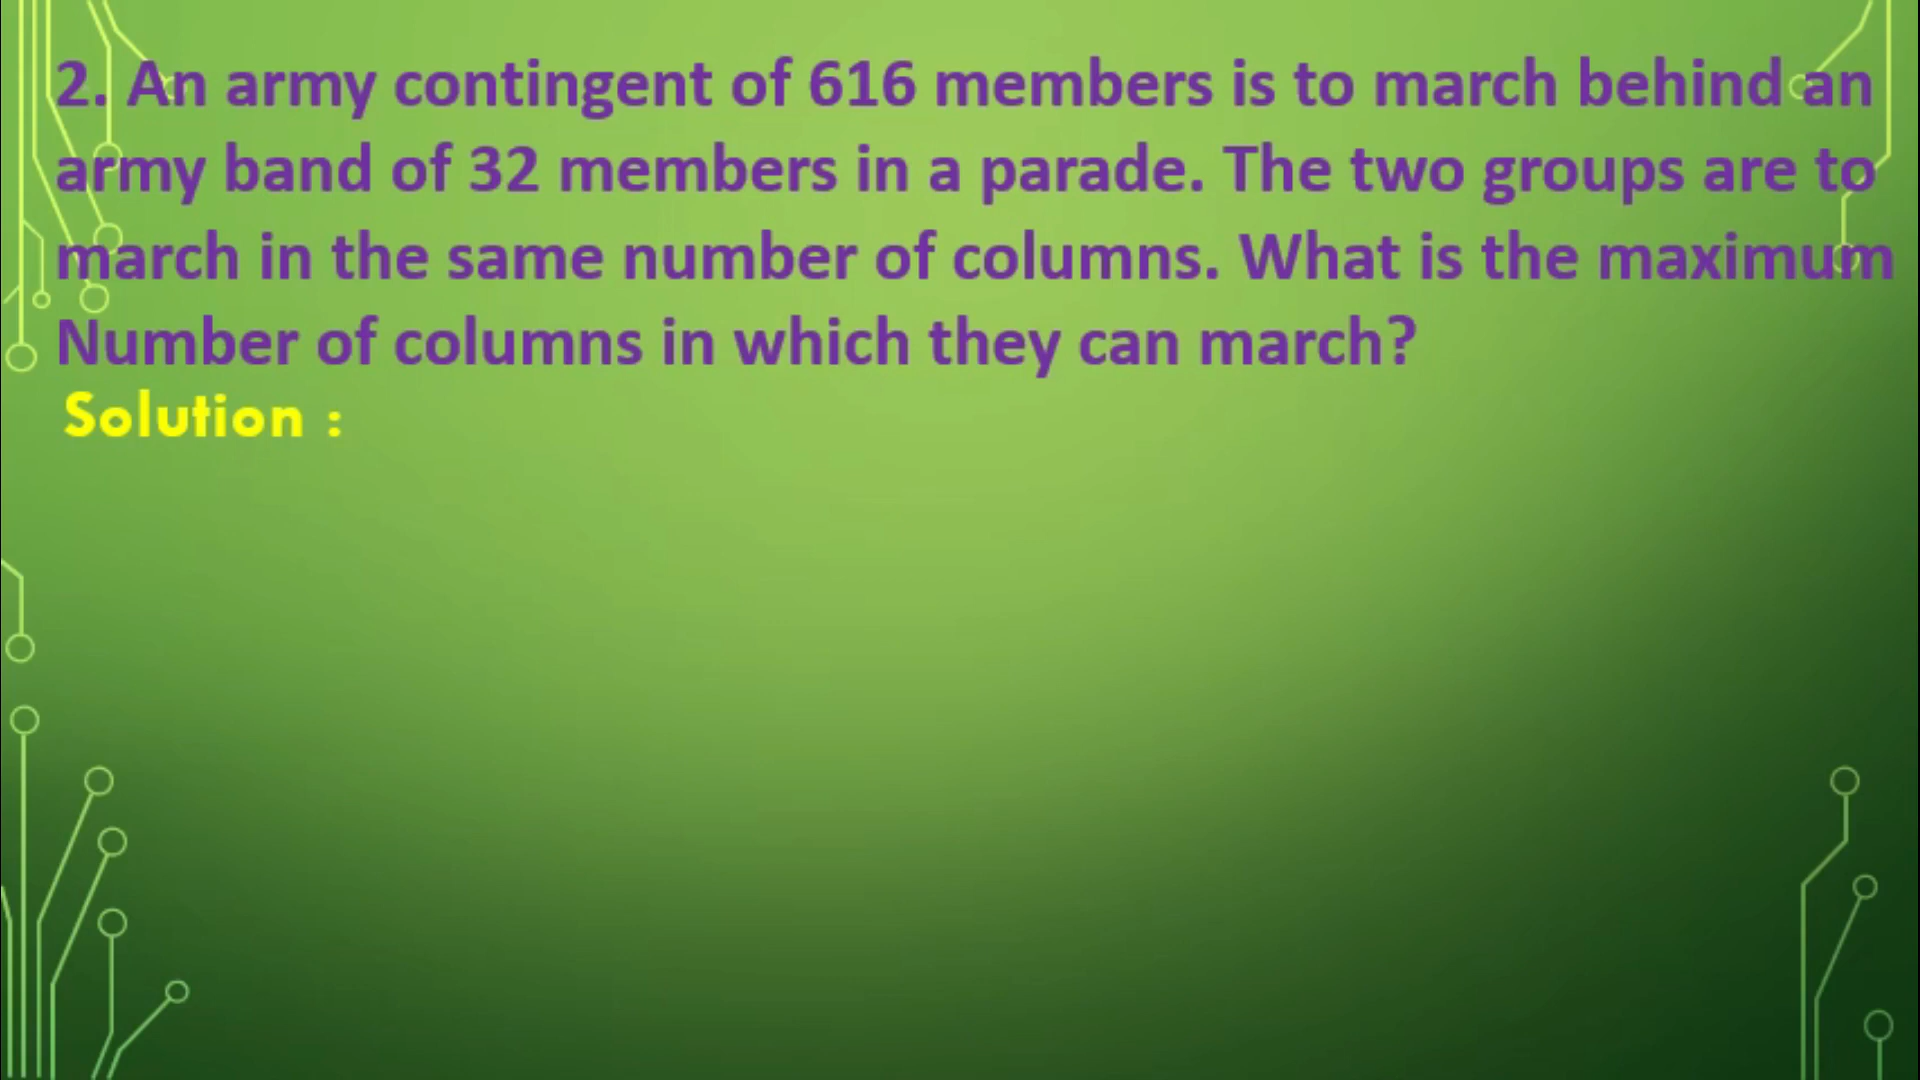 2. An army contingent of 616 members is to march behind an
army band of 32 members in a parade. The two groups are to
march in the same number of columns. What is the maximum
Number of columns in which they can march?
Solution :